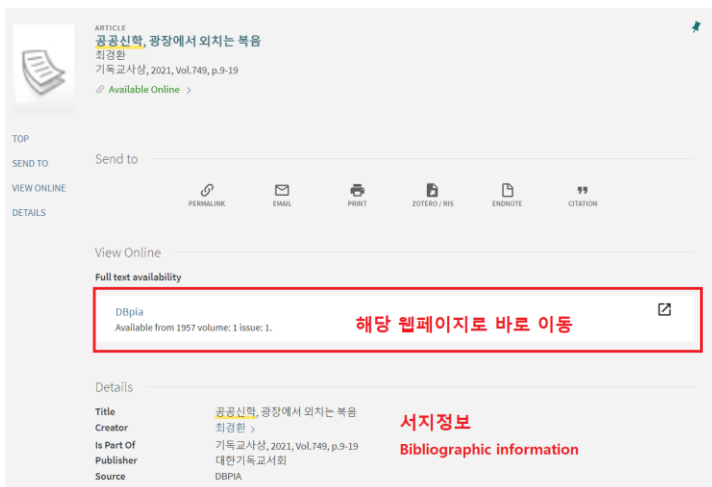 ARTICLE
공공신학, 광장에서 외치는 복음
최경환
기독교사상, 2021, Vol.749, p.9-19
Available Online >
TOP
SEND TO
VIEW ONLINE
DETAILS
Send to
PERMALINK EMAIL PRINT ZOTERO / RIS ENDNOTE CITATION
View Online
Full text availability
DBpia
Available from 1957 volume: 1 issue: 1.
해당 웹페이지로 바로 이동
Details
Title 공공신학, 광장에서 외치는 복음
Creator 최경환 >
Is Part Of 기독교사상, 2021, Vol.749, p.9-19
Publisher 대한기독교서회
Source DBPIA
서지정보
Bibliographic information